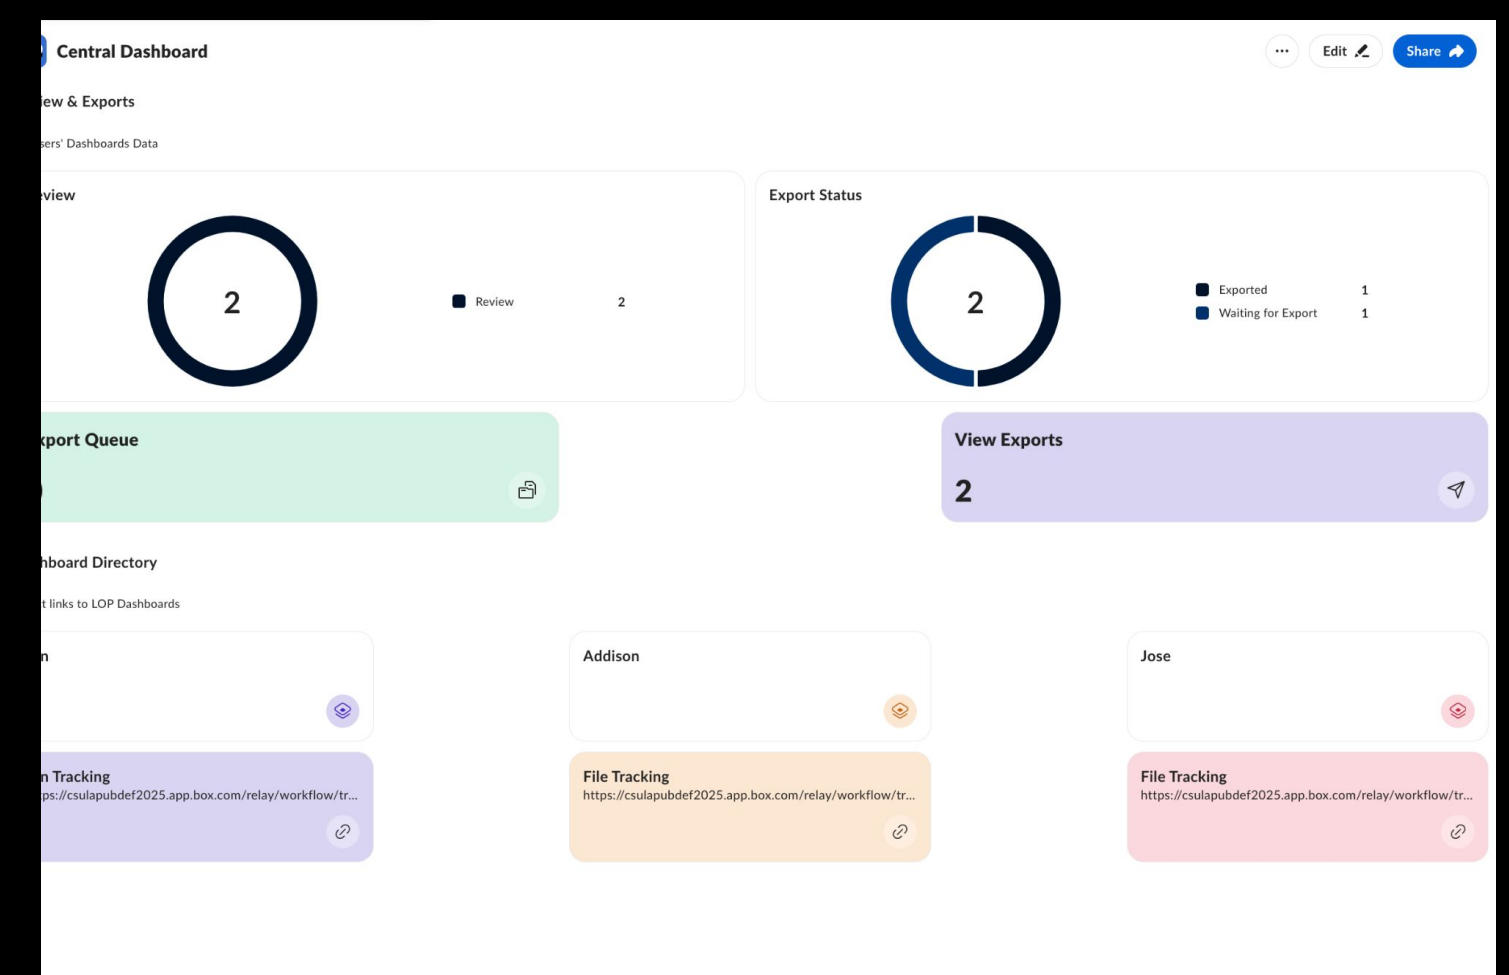 Central Dashboard
Edit
Share
iew & Exports
sers' Dashboards Data
view
2
Review 2
Export Status
2
Exported 1
Waiting for Export 1
port Queue
View Exports
2
hboard Directory
t links to LOP Dashboards
n
Addison
Jose
n Tracking
ps://csulapubdef2025.app.box.com/relay/workflow/tr...
File Tracking
https://csulapubdef2025.app.box.com/relay/workflow/tr...
File Tracking
https://csulapubdef2025.app.box.com/relay/workflow/tr...